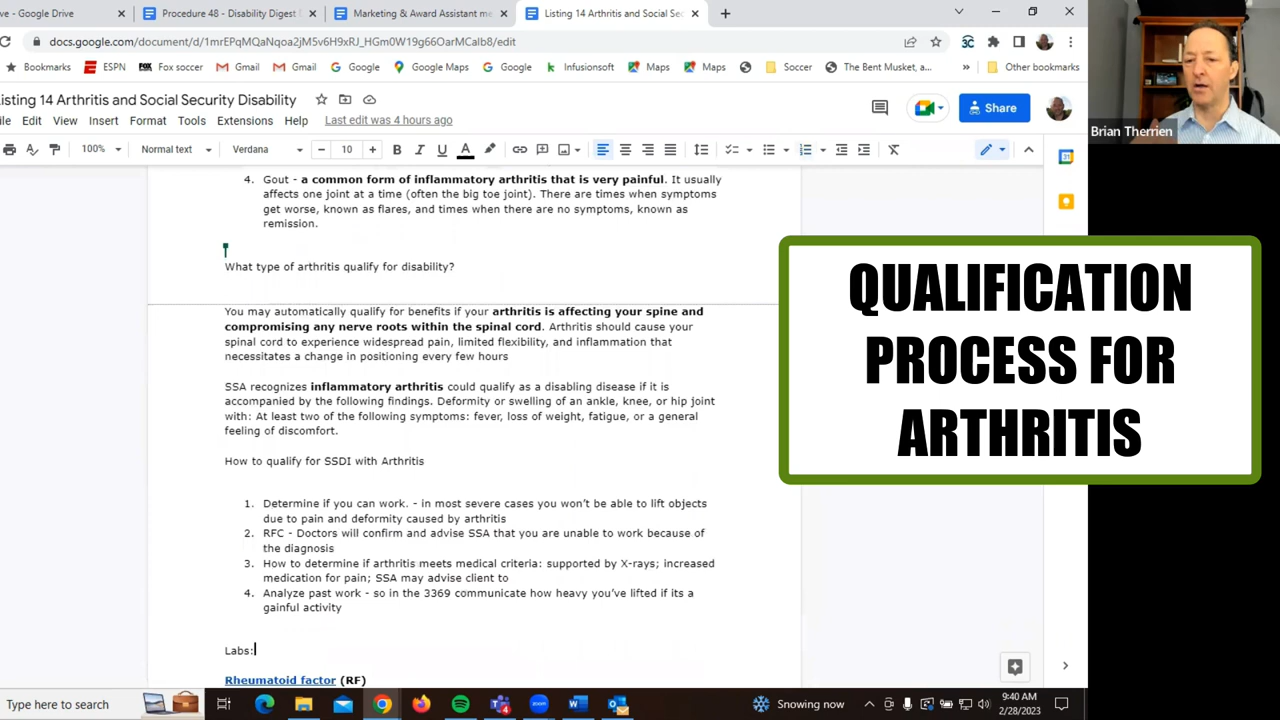 ve - Google Drive
Procedure 48 - Disability Digest
Marketing & Award Assistant me
Listing 14 Arthritis and Social Sec
docs.google.com/document/d/1mrEPqMQaNqoa2jM5v6H9xRJ_HGm0W19g66OarMCalb8/edit
Bookmarks ESPN Fox soccer Gmail Gmail Google Google Maps Google Infusionsoft Maps Maps Soccer The Bent Musket, a... » Other bookmarks
isting 14 Arthritis and Social Security Disability
Share
ile Edit View Insert Format Tools Extensions Help Last edit was 4 hours ago
100% Normal text Verdana 10 B I U A
Brian Therrien
4. Gout - a common form of inflammatory arthritis that is very painful. It usually
affects one joint at a time (often the big toe joint). There are times when symptoms
get worse, known as flares, and times when there are no symptoms, known as
remission.
What type of arthritis qualify for disability?
You may automatically qualify for benefits if your arthritis is affecting your spine and
compromising any nerve roots within the spinal cord. Arthritis should cause your
spinal cord to experience widespread pain, limited flexibility, and inflammation that
necessitates a change in positioning every few hours
SSA recognizes inflammatory arthritis could qualify as a disabling disease if it is
accompanied by the following findings. Deformity or swelling of an ankle, knee, or hip joint
with: At least two of the following symptoms: fever, loss of weight, fatigue, or a general
feeling of discomfort.
How to qualify for SSDI with Arthritis
1. Determine if you can work. - in most severe cases you won't be able to lift objects
due to pain and deformity caused by arthritis
2. RFC - Doctors will confirm and advise SSA that you are unable to work because of
the diagnosis
3. How to determine if arthritis meets medical criteria: supported by X-rays; increased
medication for pain; SSA may advise client to
4. Analyze past work - so in the 3369 communicate how heavy you've lifted if its a
gainful activity
Labs:
Rheumatoid factor (RF)
QUALIFICATION
PROCESS FOR
ARTHRITIS
Type here to search
Snowing now
9:40 AM
2/28/2023